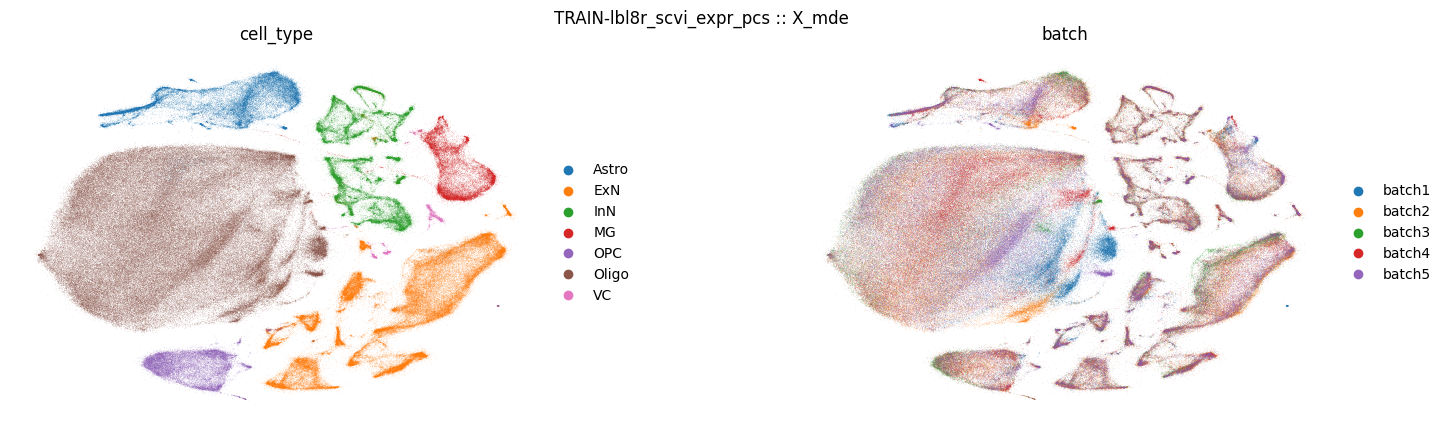 TRAIN-lbl8r_scvi_expr_pcs :: X_mde
cell_type
Astro
ExN
InN
MG
OPC
Oligo
VC
batch
batch1
batch2
batch3
batch4
batch5